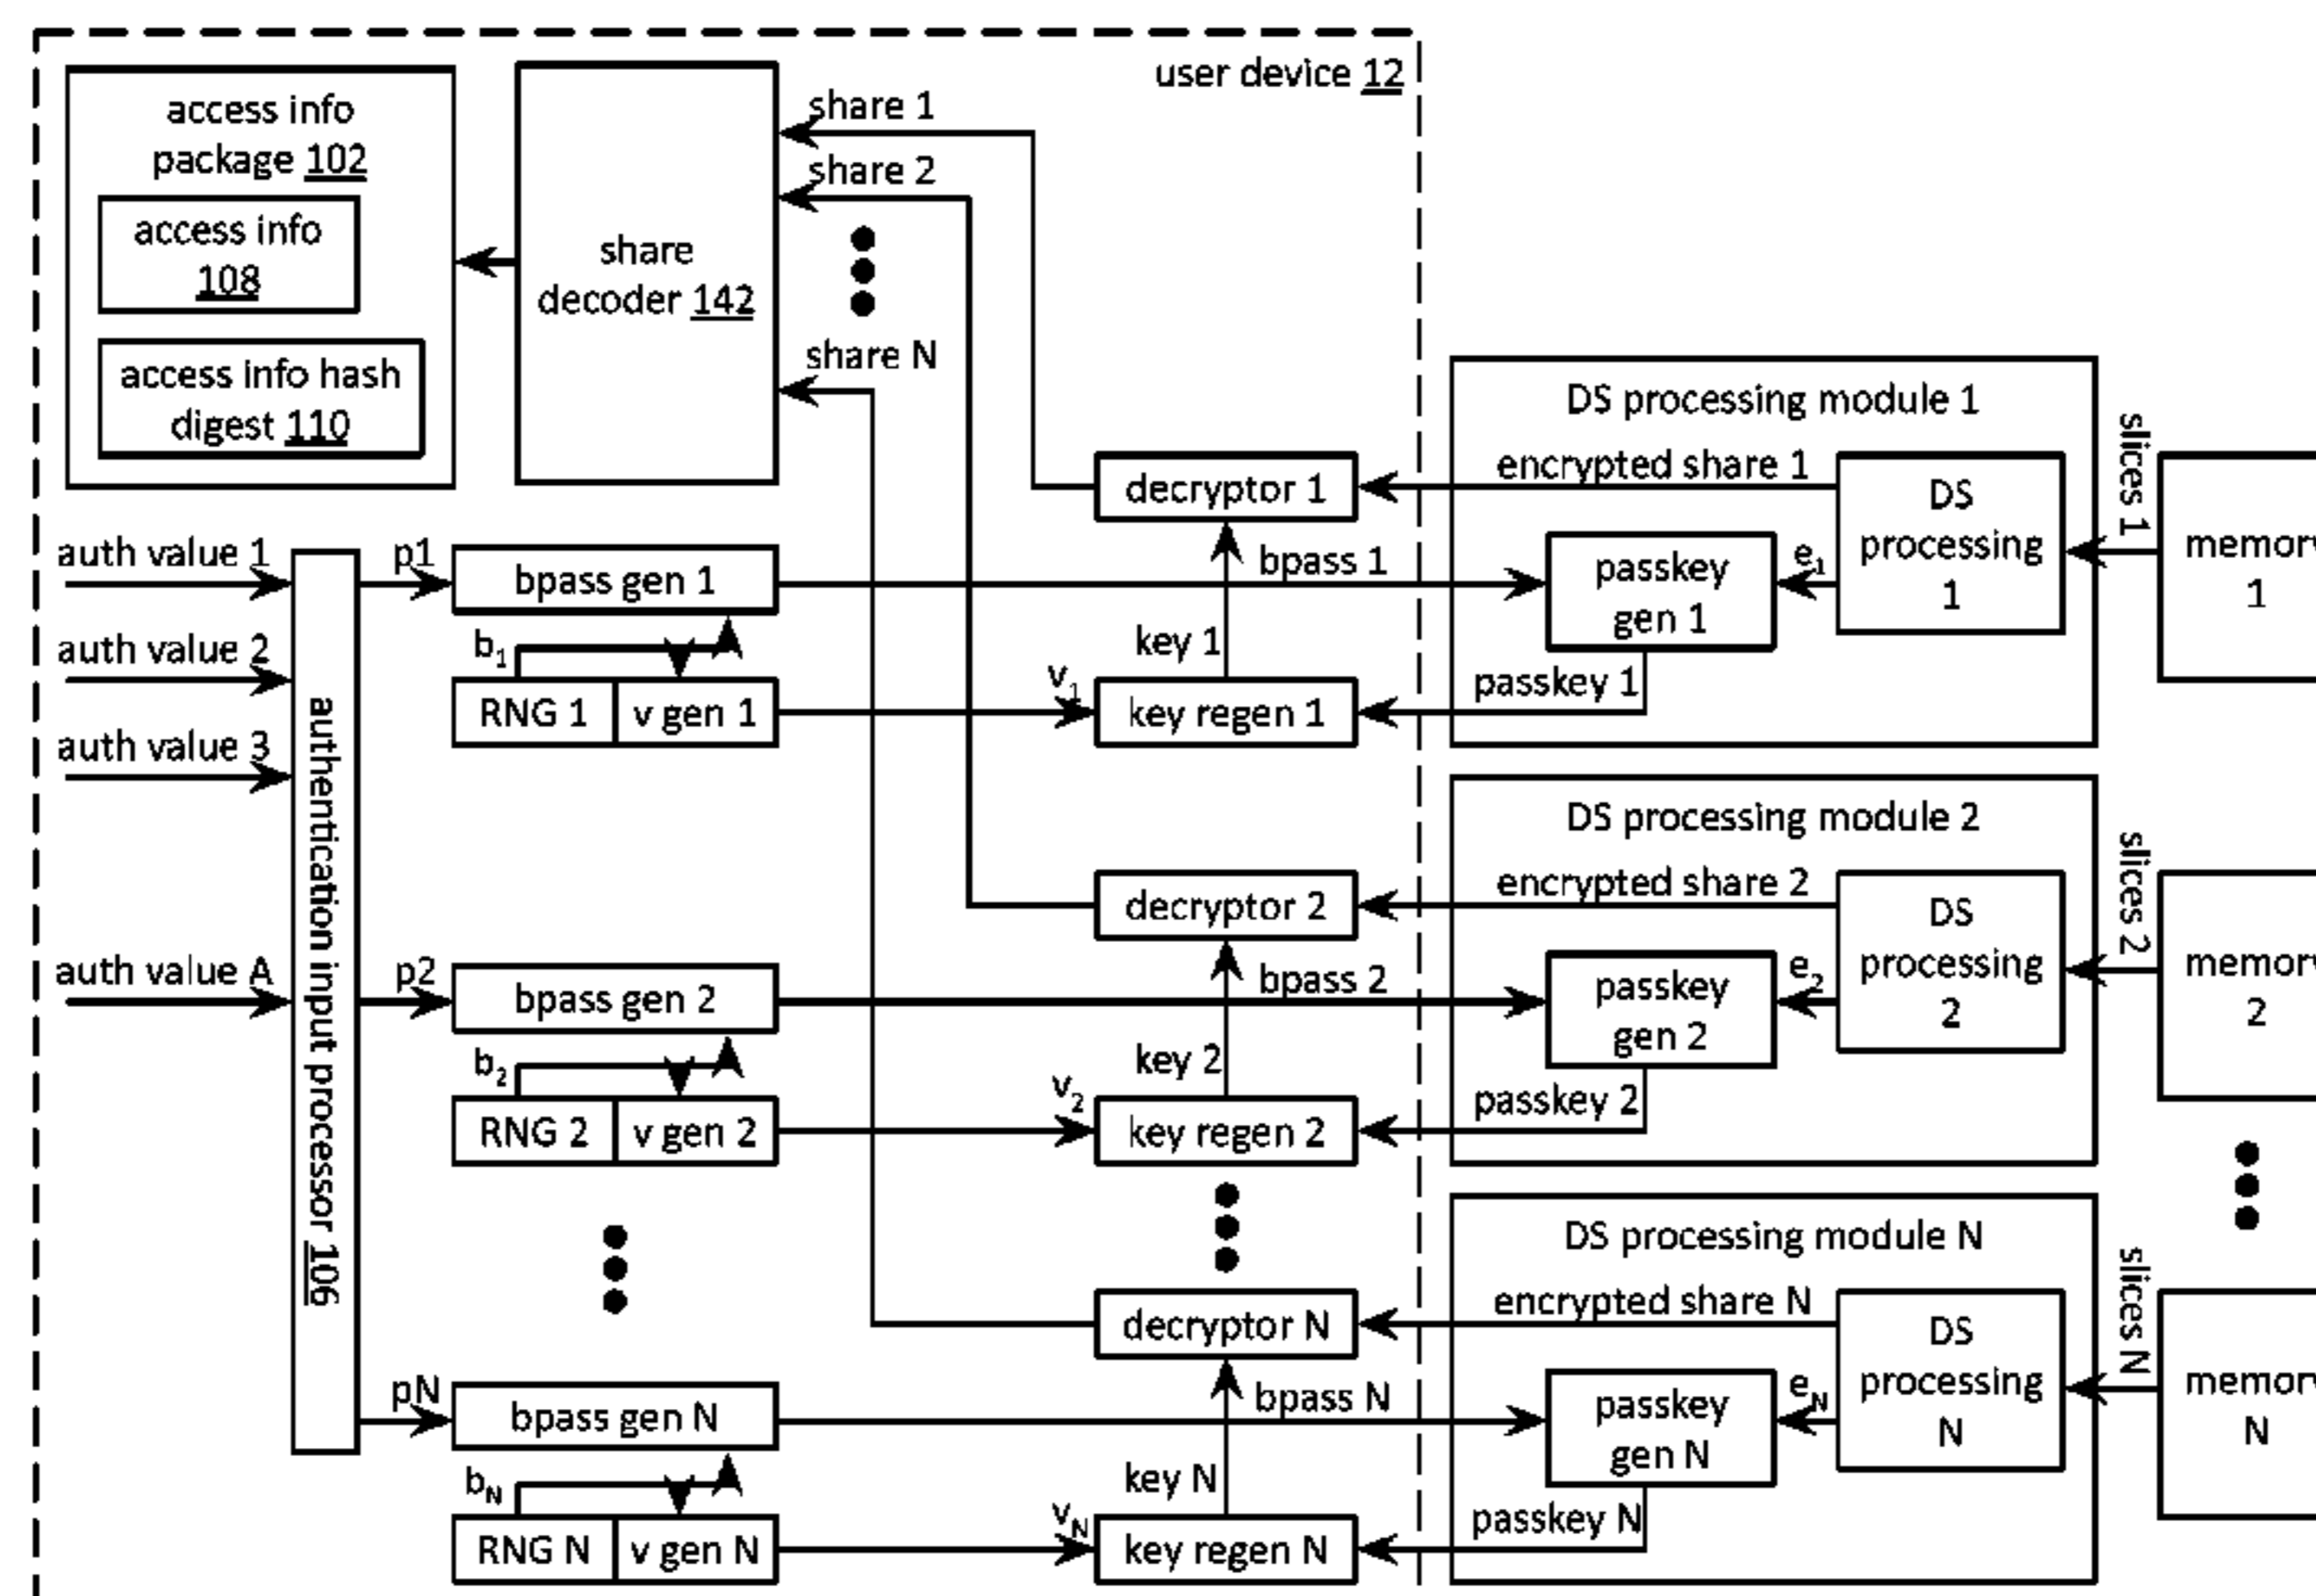 user device 12
access info
package 102
access info
108
access info hash
digest 110
share
decoder 142
share 1
share 2
share N
DS processing module 1
encrypted share 1
decryptor 1
DS
processing
1
slices 1
memory
1
auth value 1
auth value 2
auth value 3
auth value A
authentication input processor 106
p1
bpass gen 1
bpass 1
passkey
gen 1
e1
b1
RNG 1
v gen 1
v1
key 1
key regen 1
passkey 1
DS processing module 2
encrypted share 2
decryptor 2
DS
processing
2
slices 2
memory
2
p2
bpass gen 2
bpass 2
passkey
gen 2
e2
b2
RNG 2
v gen 2
v2
key 2
key regen 2
passkey 2
DS processing module N
encrypted share N
decryptor N
DS
processing
N
slices N
memory
N
pN
bpass gen N
bpass N
passkey
gen N
eN
bN
RNG N
v gen N
vN
key N
key regen N
passkey N